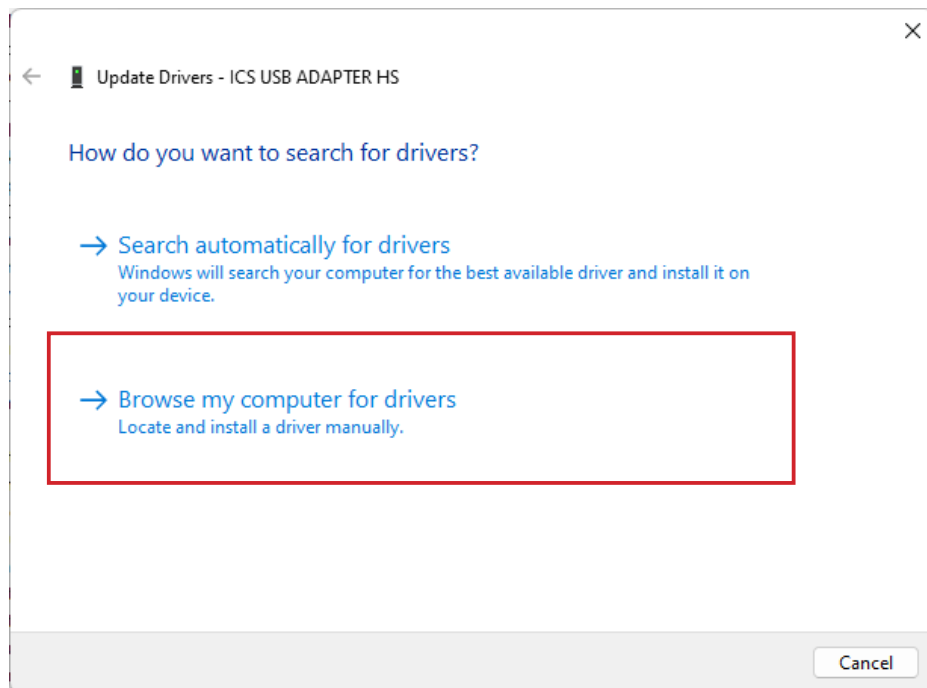 Update Drivers - ICS USB ADAPTER HS
How do you want to search for drivers?
Search automatically for drivers
Windows will search your computer for the best available driver and install it on
your device.
Browse my computer for drivers
Locate and install a driver manually.
Cancel